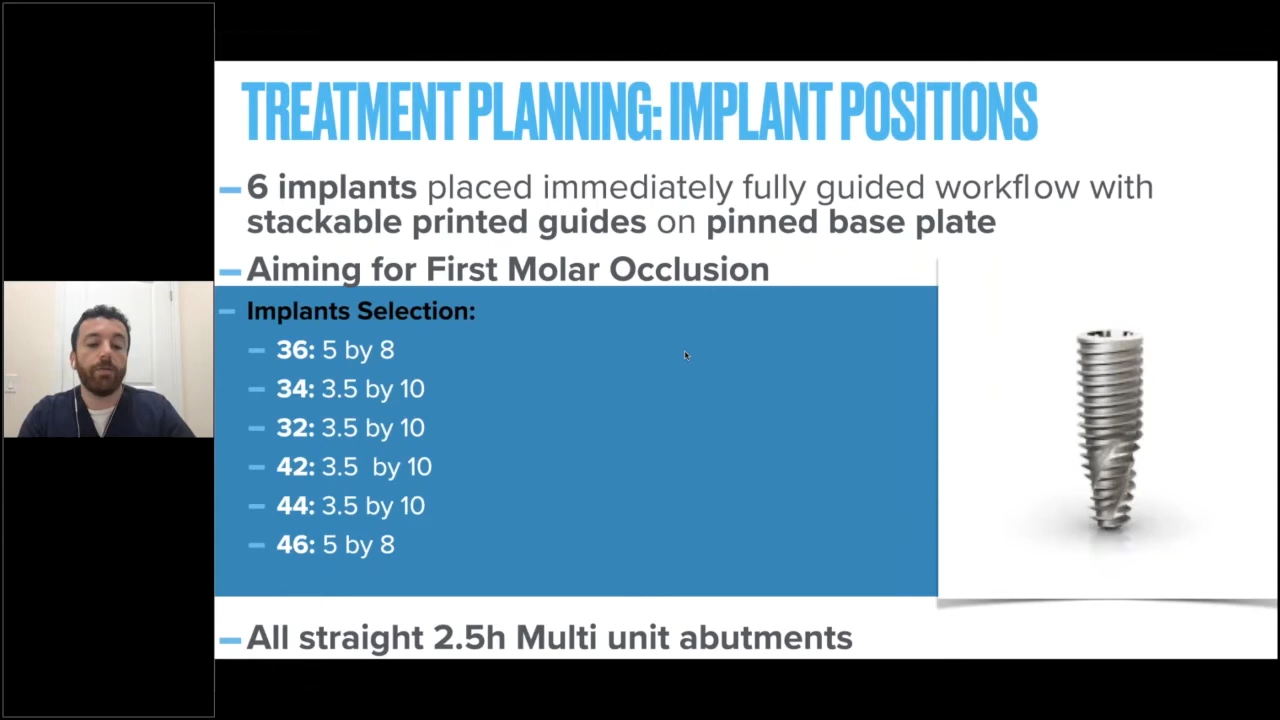 TREATMENT PLANNING: IMPLANT POSITIONS
– 6 implants placed immediately fully guided workflow with
stackable printed guides on pinned base plate
– Aiming for First Molar Occlusion
– Implants Selection:
– 36: 5 by 8
– 34: 3.5 by 10
– 32: 3.5 by 10
– 42: 3.5 by 10
– 44: 3.5 by 10
– 46: 5 by 8
– All straight 2.5h Multi unit abutments